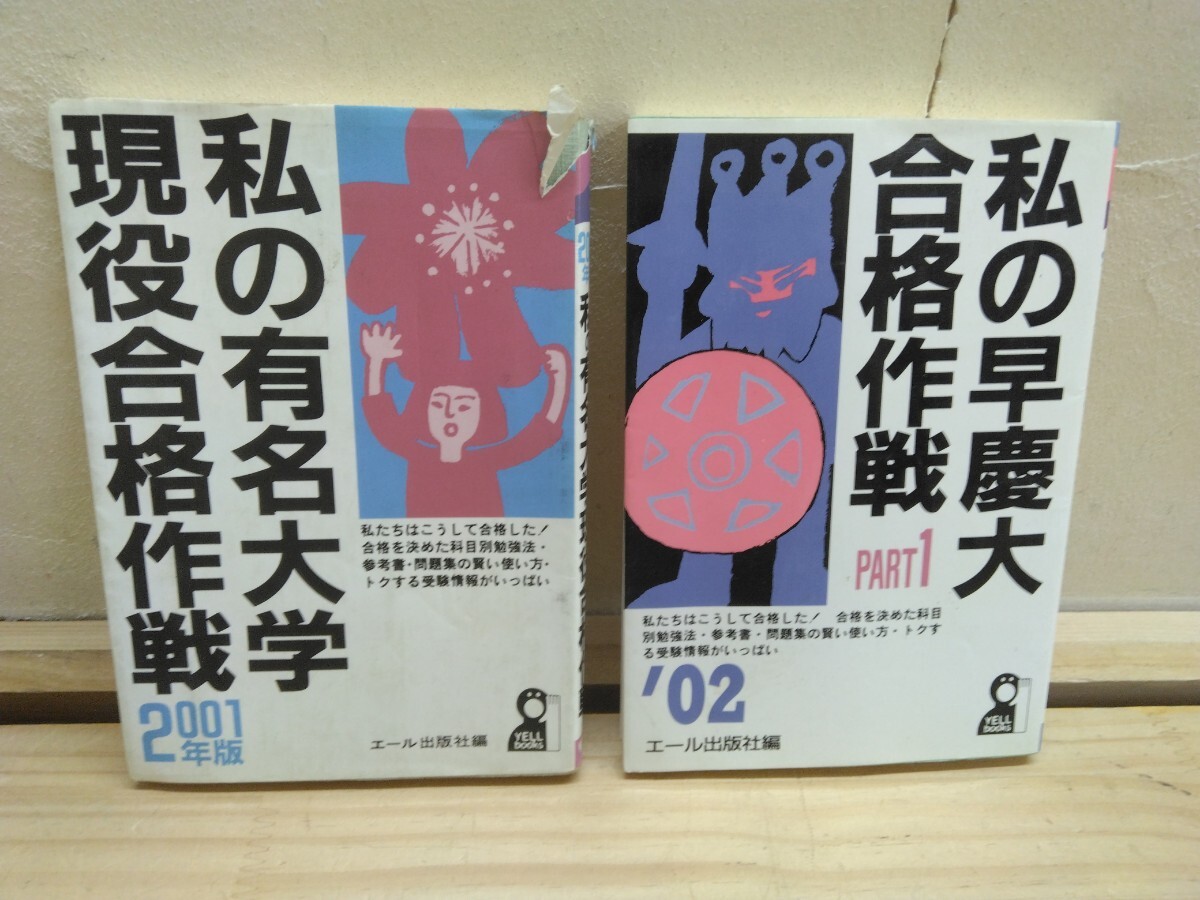 私の有名大学
現役合格作戦
2001
年版
私たちはこうして合格した!
合格を決めた科目別勉強法・
参考書・問題集の賢い使い方・
トクする受験情報がいっぱい
エール出版社編
YELL
books
私の早慶大
合格作戦
PART1
私たちはこうして合格した! 合格を決めた科目
別勉強法・参考書・問題集の賢い使い方・トクす
る受験情報がいっぱい
'02
エール出版社編
YELL
books